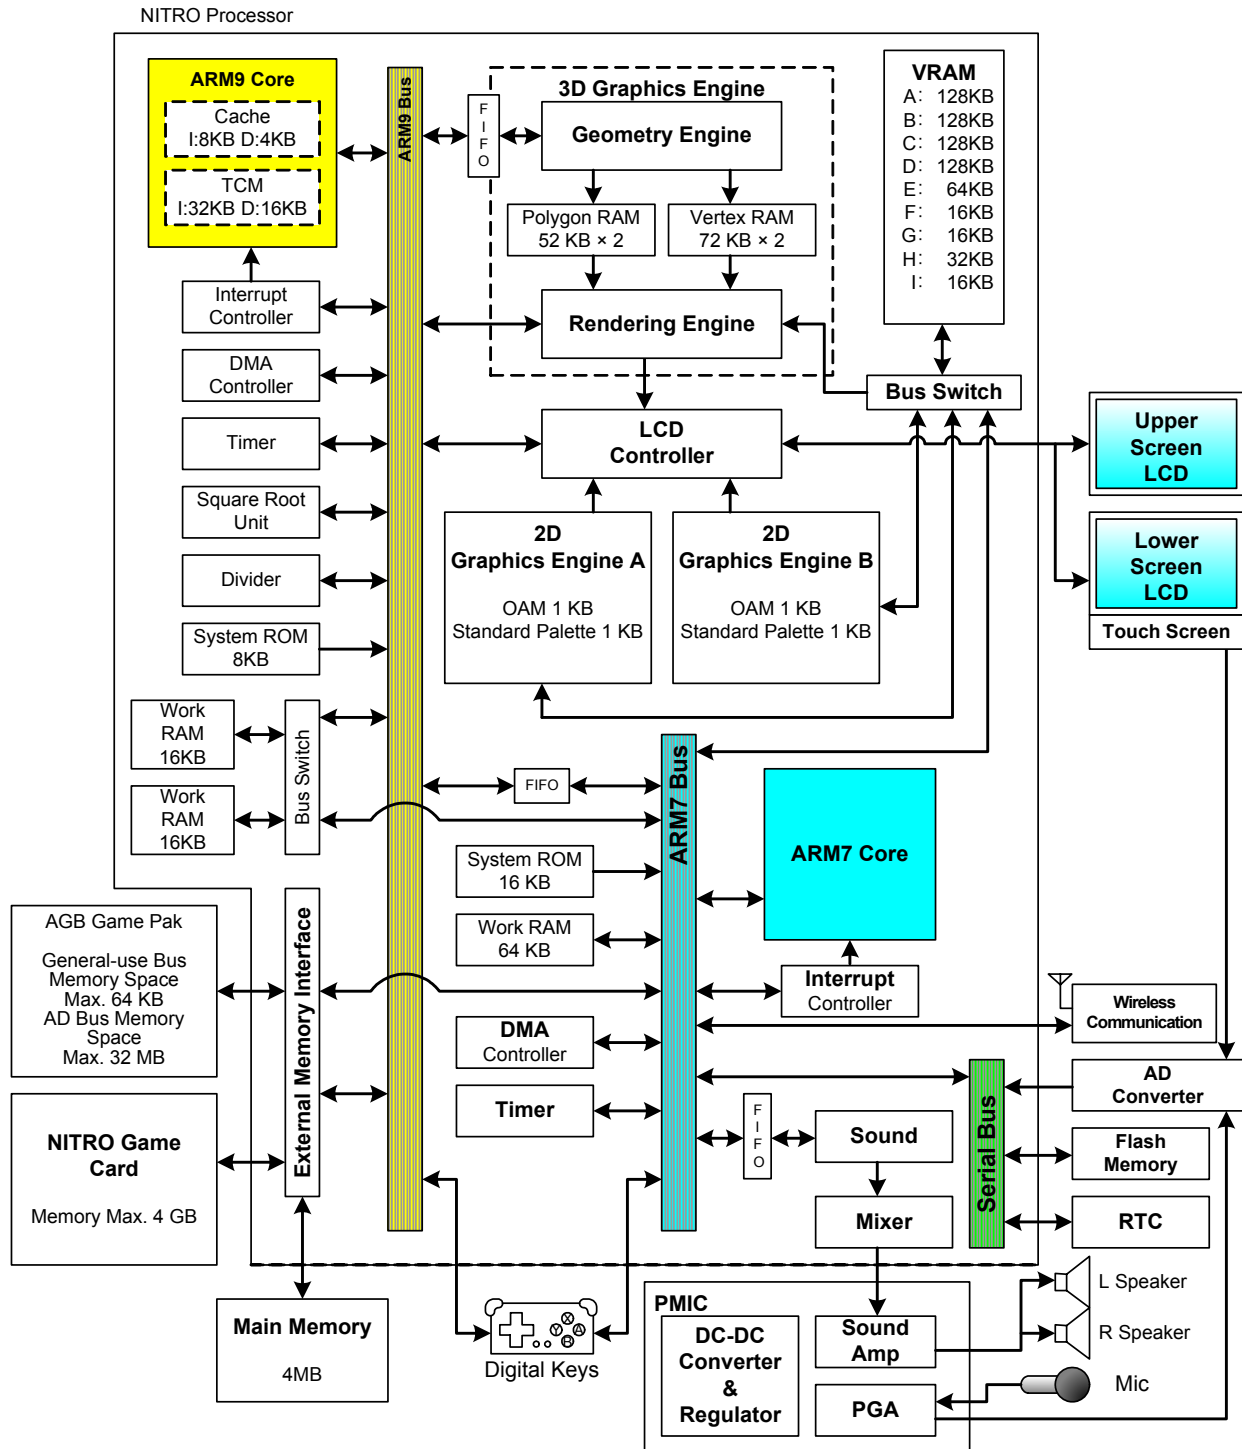 NITRO Processor
ARM9 Core
Cache
I:8KB D:4KB
TCM
I:32KB D:16KB
ARM9 Bus
FIFO
3D Graphics Engine
Geometry Engine
Polygon RAM
52 KB × 2
Vertex RAM
72 KB × 2
Rendering Engine
VRAM
A: 128KB
B: 128KB
C: 128KB
D: 128KB
E: 64KB
F: 16KB
G: 16KB
H: 32KB
I: 16KB
Bus Switch
Interrupt
Controller
DMA
Controller
Timer
Square Root
Unit
Divider
System ROM
8KB
LCD
Controller
2D
Graphics Engine A
OAM 1 KB
Standard Palette 1 KB
2D
Graphics Engine B
OAM 1 KB
Standard Palette 1 KB
Upper
Screen
LCD
Lower
Screen
LCD
Touch Screen
Work
RAM
16KB
Work
RAM
16KB
Bus Switch
FIFO
ARM7 Bus
ARM7 Core
System ROM
16 KB
Work RAM
64 KB
Interrupt
Controller
DMA
Controller
Timer
AGB Game Pak
General-use Bus
Memory Space
Max. 64 KB
AD Bus Memory
Space
Max. 32 MB
External Memory Interface
NITRO Game
Card
Memory Max. 4 GB
Main Memory
4MB
Digital Keys
X
Y
A
B
FIFO
Sound
Mixer
Serial Bus
Wireless
Communication
AD
Converter
Flash
Memory
RTC
PMIC
DC-DC
Converter
&
Regulator
Sound
Amp
PGA
L Speaker
R Speaker
Mic